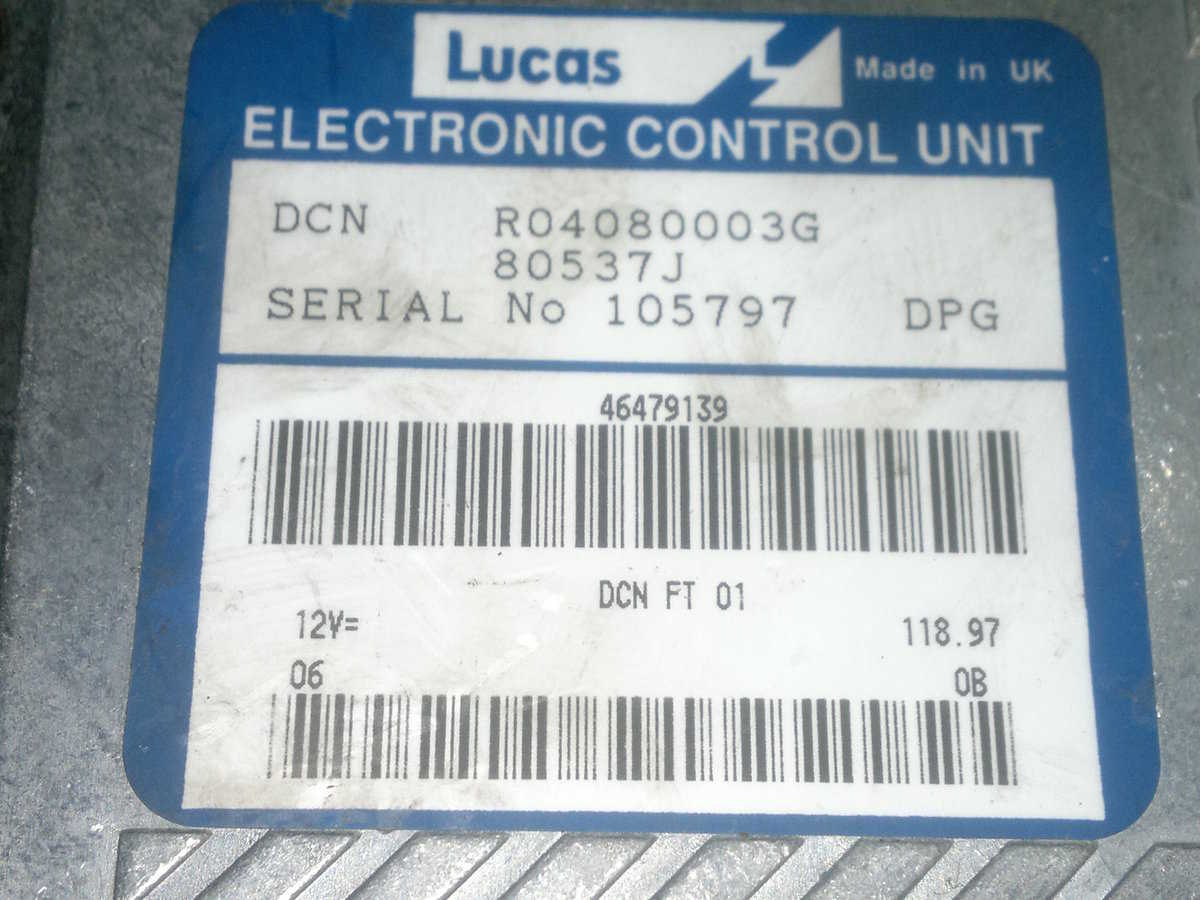 Lucas Made in UK
ELECTRONIC CONTROL UNIT
DCN R04080003G
80537J
SERIAL No 105797 DPG
46479139
DCN FT 01
12V= 118.97
06 0B